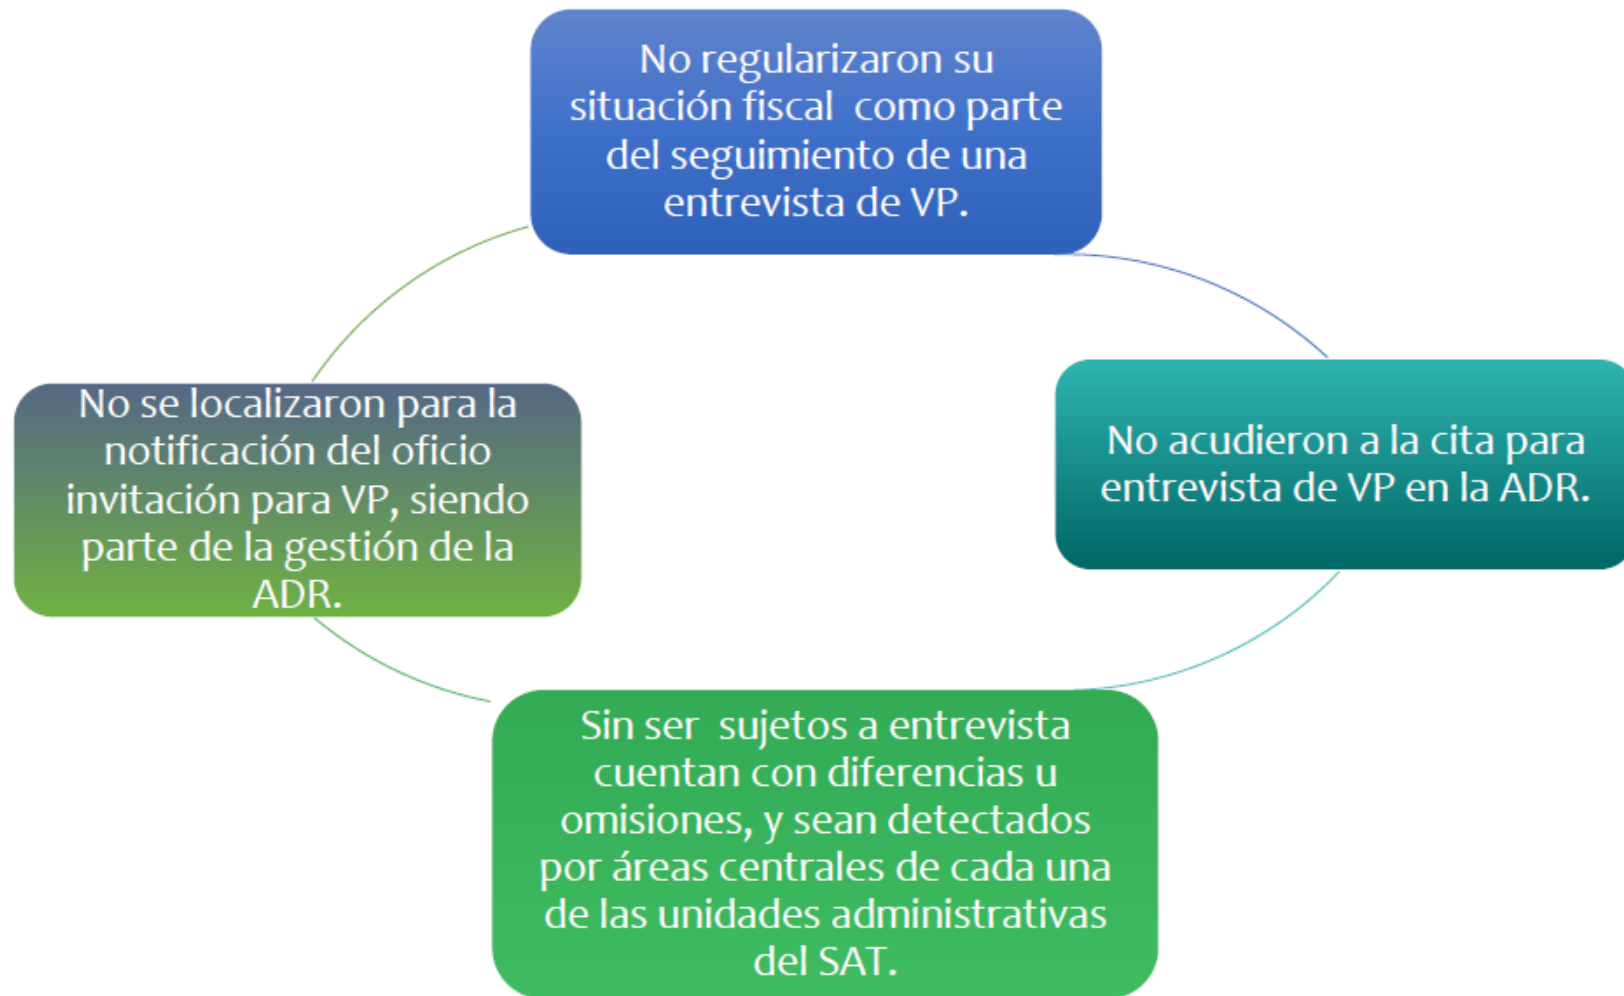 No regularizaron su
situación fiscal  como parte
del seguimiento de una
entrevista de VP.
No acudieron a la cita para
entrevista de VP en la ADR.
Sin ser  sujetos a entrevista
cuentan con diferencias u
omisiones, y sean detectados
por áreas centrales de cada una
de las unidades administrativas
del SAT.
No se localizaron para la
notificación del oficio
invitación para VP, siendo
parte de la gestión de la
ADR.